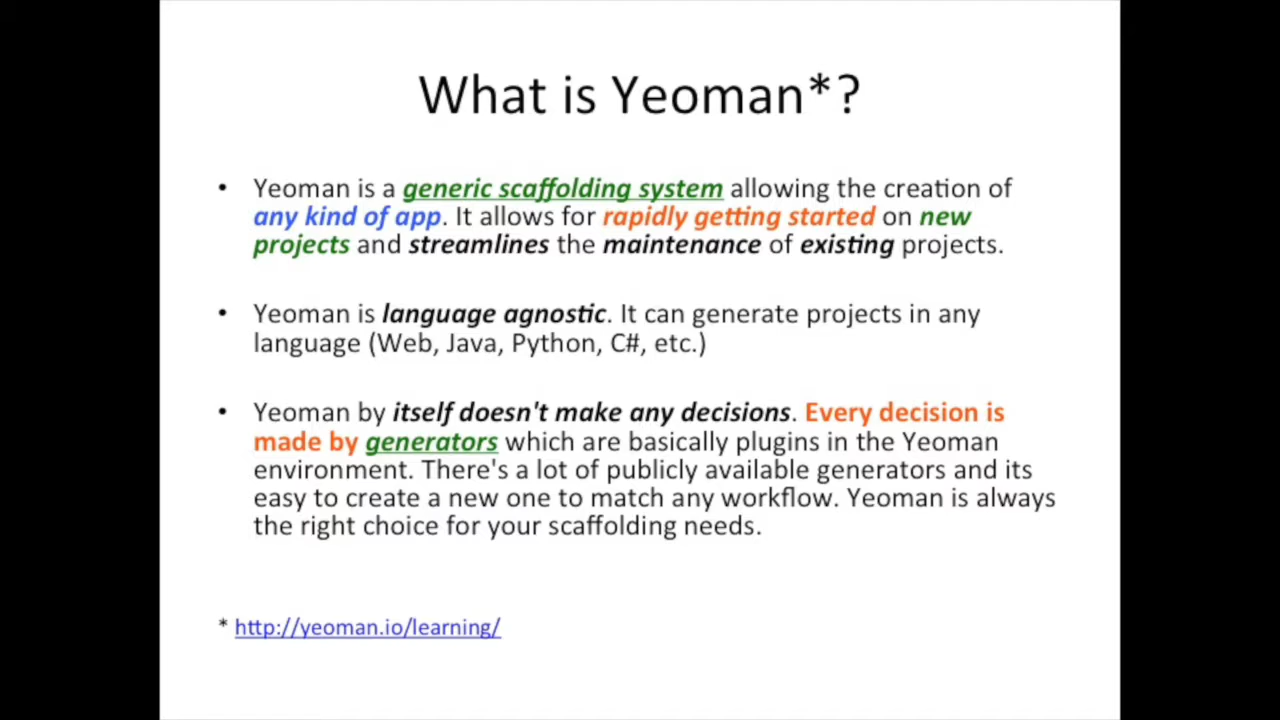 What is Yeoman*?
• Yeoman is a generic scaffolding system allowing the creation of
any kind of app. It allows for rapidly getting started on new
projects and streamlines the maintenance of existing projects.
• Yeoman is language agnostic. It can generate projects in any
language (Web, Java, Python, C#, etc.)
• Yeoman by itself doesn't make any decisions. Every decision is
made by generators which are basically plugins in the Yeoman
environment. There's a lot of publicly available generators and its
easy to create a new one to match any workflow. Yeoman is always
the right choice for your scaffolding needs.
* http://yeoman.io/learning/